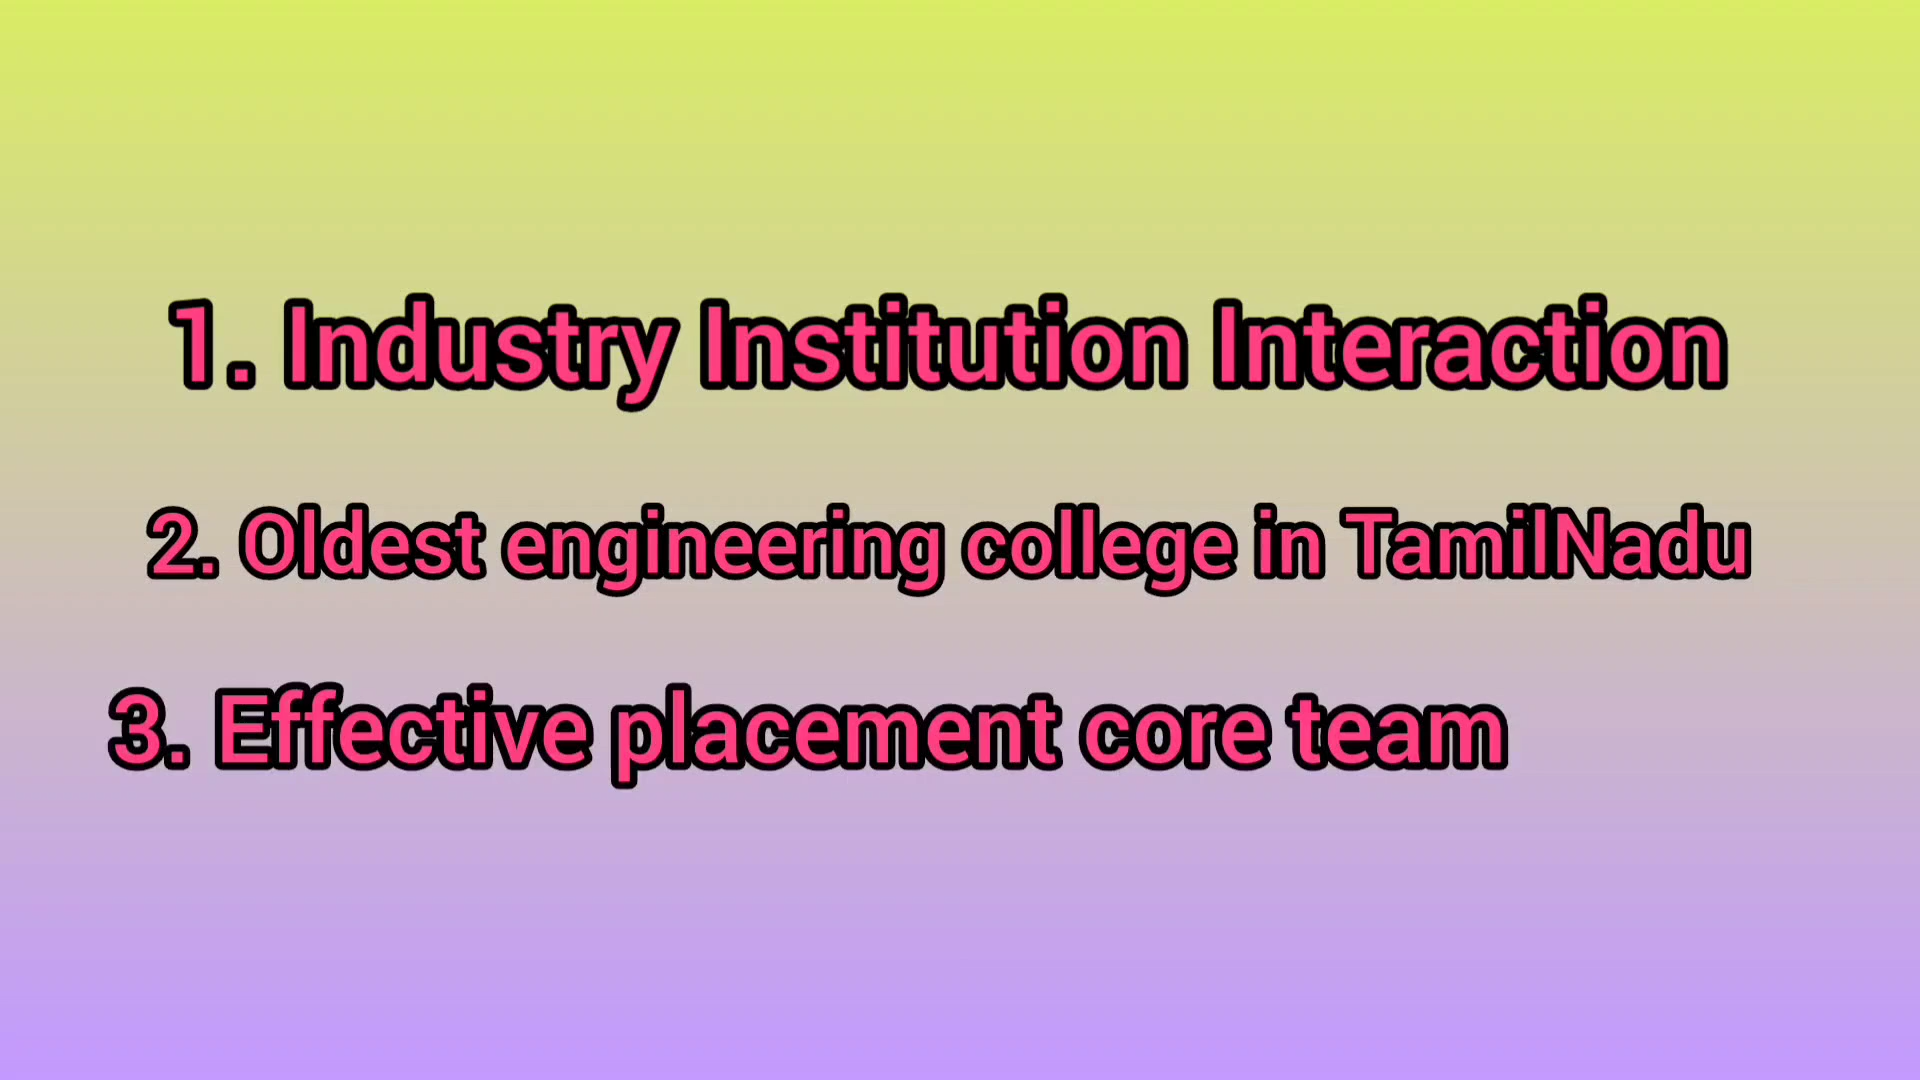 1. Industry Institution Interaction
2. Oldest engineering college in TamilNadu
3. Effective placement core team